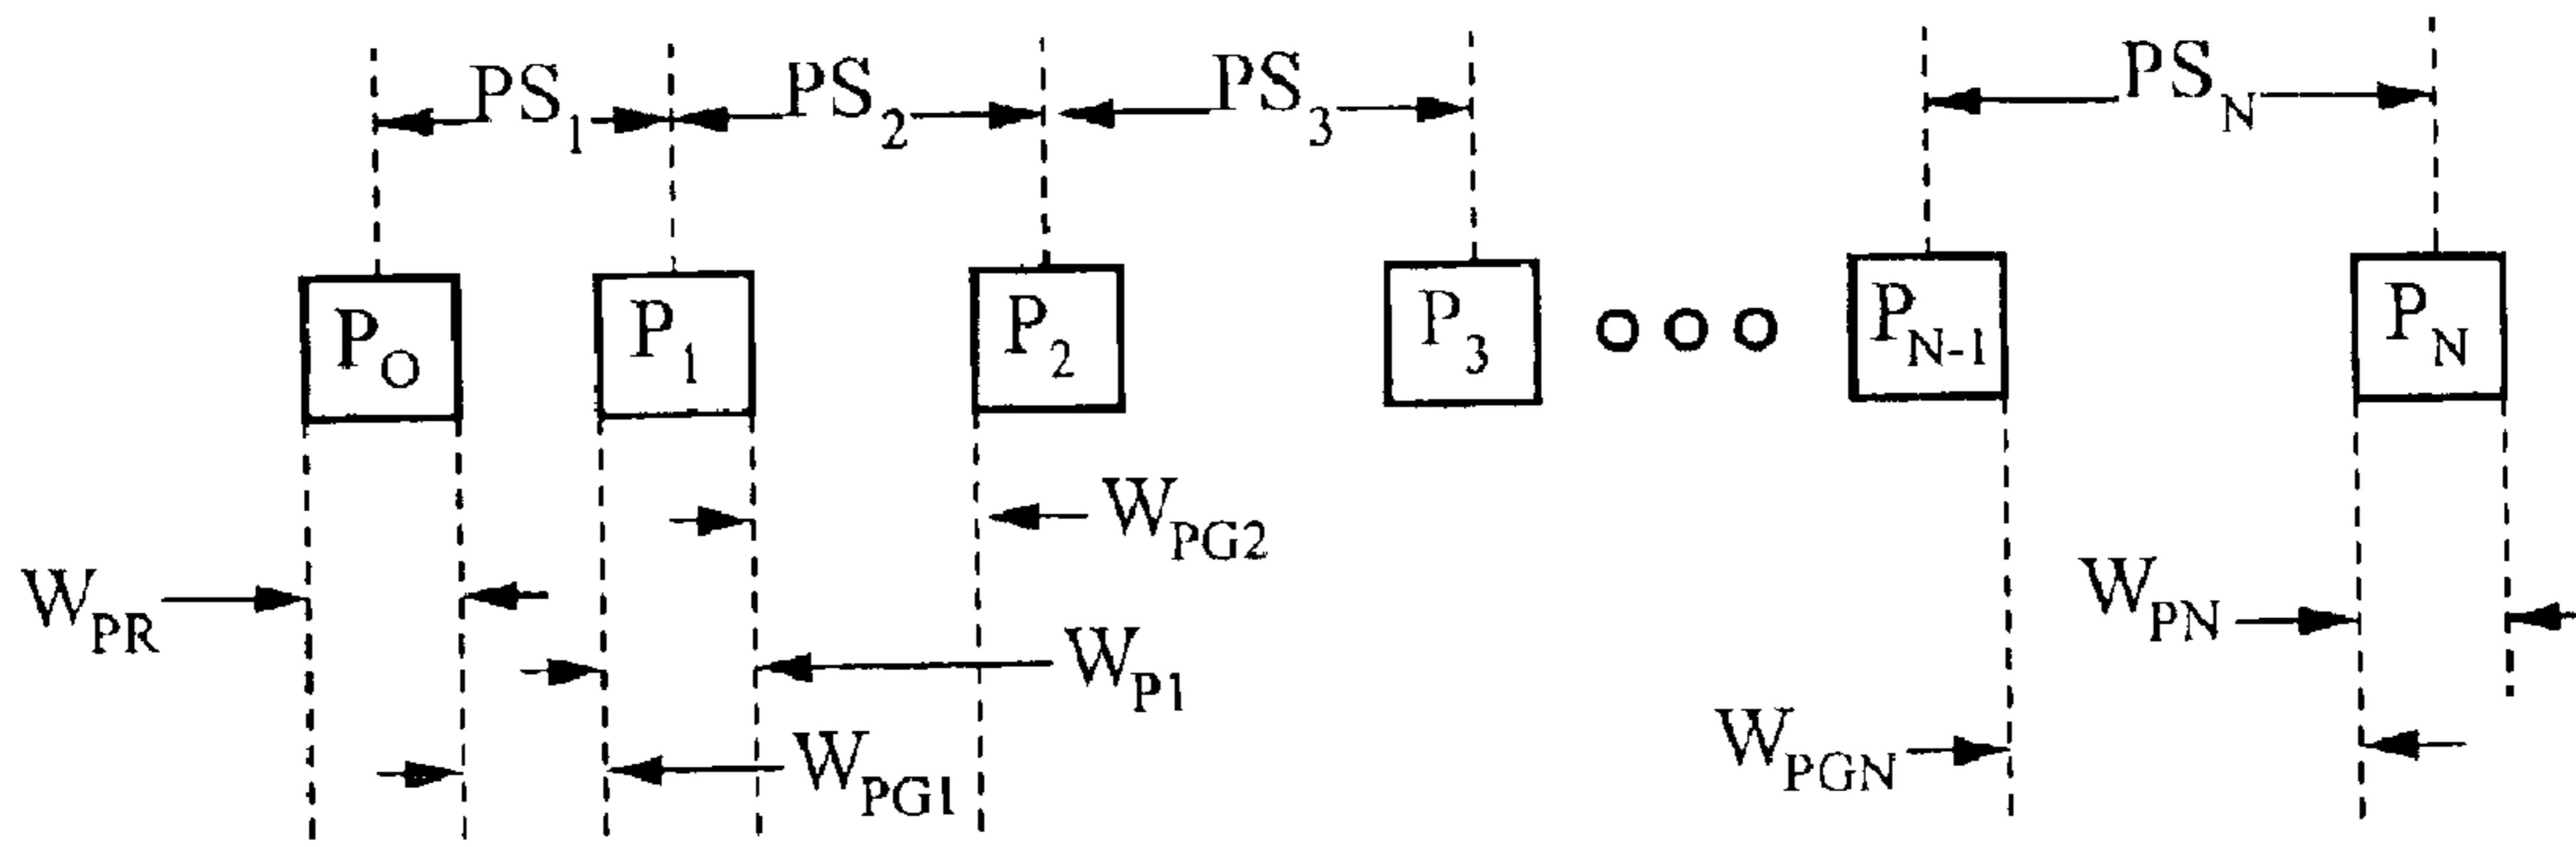 PS1 PS2 PS3 PSN
PO P1 P2 P3 PN-1 PN
WPG2
WPR WPN
WP1
WPG1 WPGN